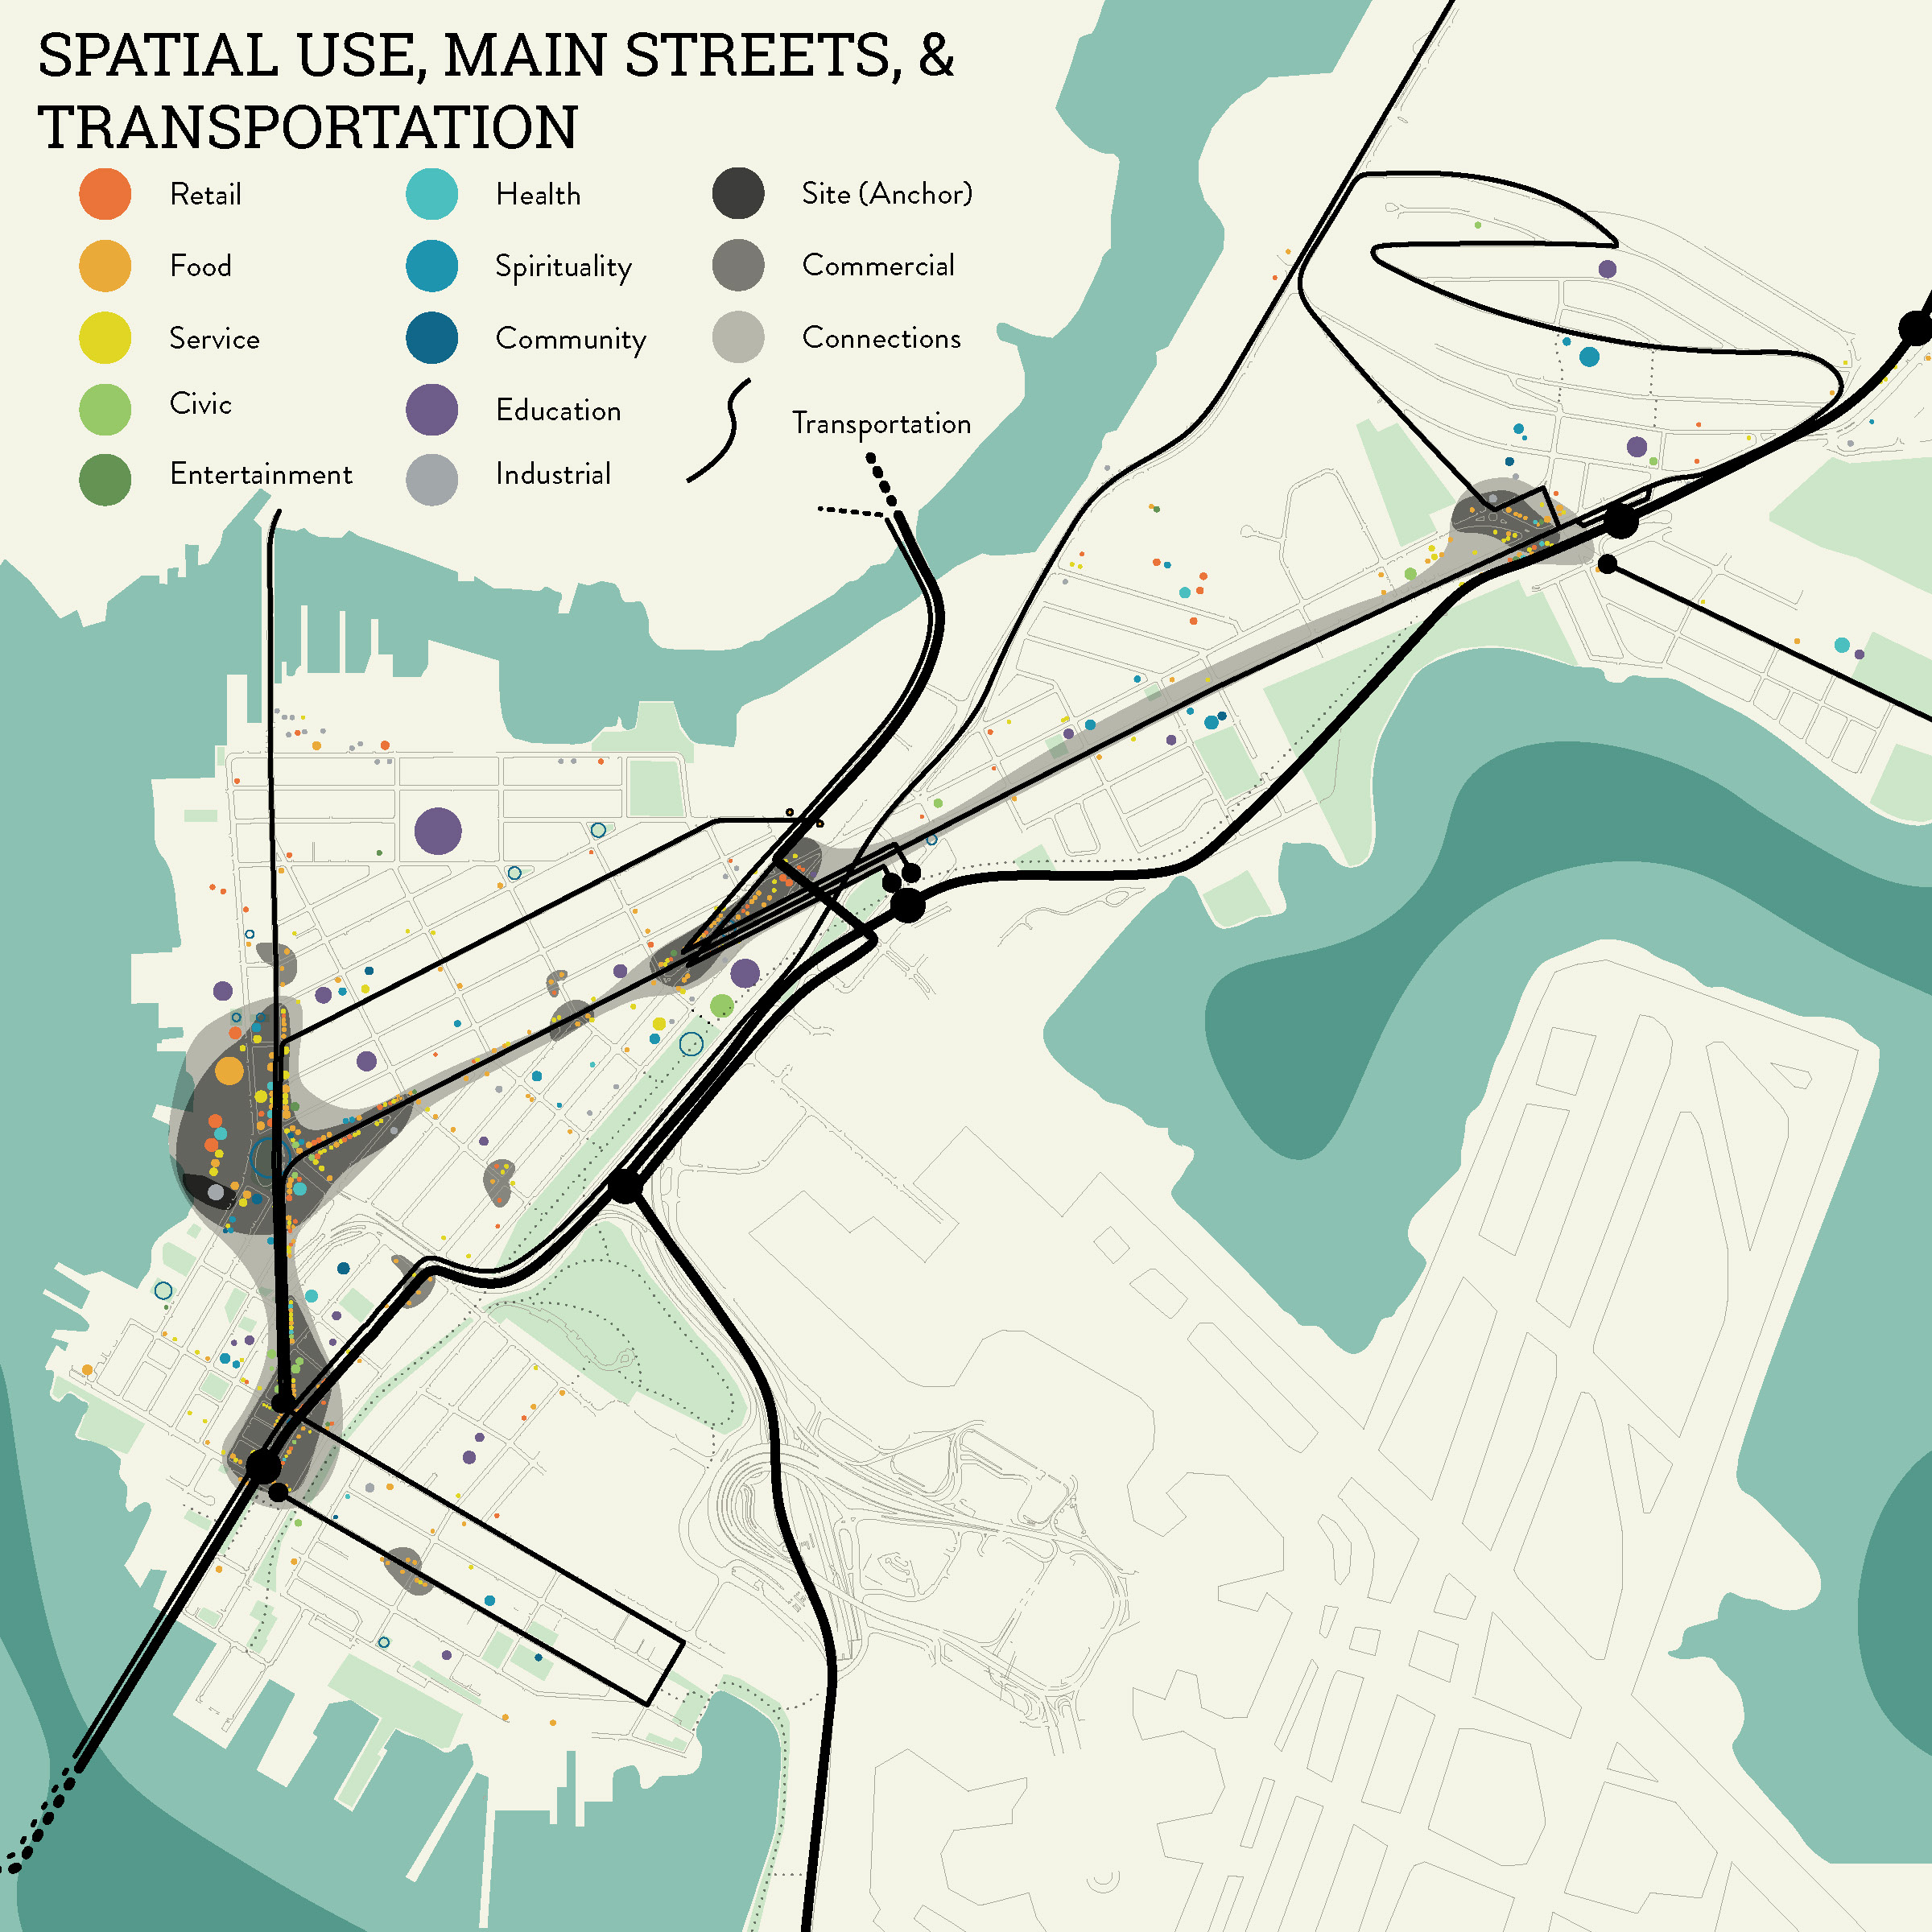 SPATIAL USE, MAIN STREETS, &
TRANSPORTATION
Retail
Food
Service
Civic
Entertainment
Health
Spirituality
Community
Education
Industrial
Site (Anchor)
Commercial
Connections
Transportation